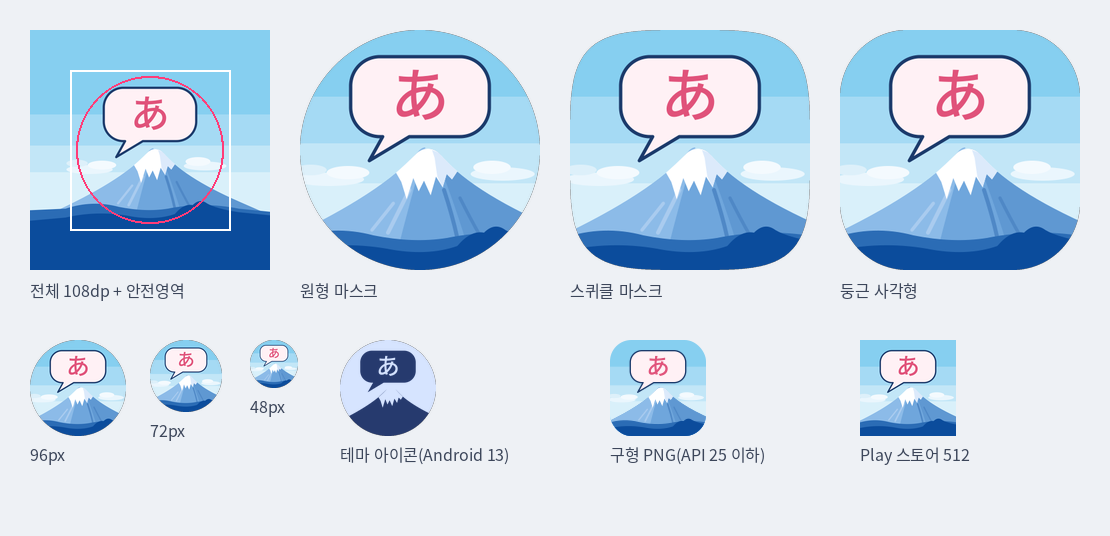 あ
あ
あ
あ
전체 108dp + 안전영역
원형 마스크
스퀴클 마스크
둥근 사각형
あ
あ
あ
あ
あ
あ
48px
72px
96px
테마 아이콘(Android 13)
구형 PNG(API 25 이하)
Play 스토어 512